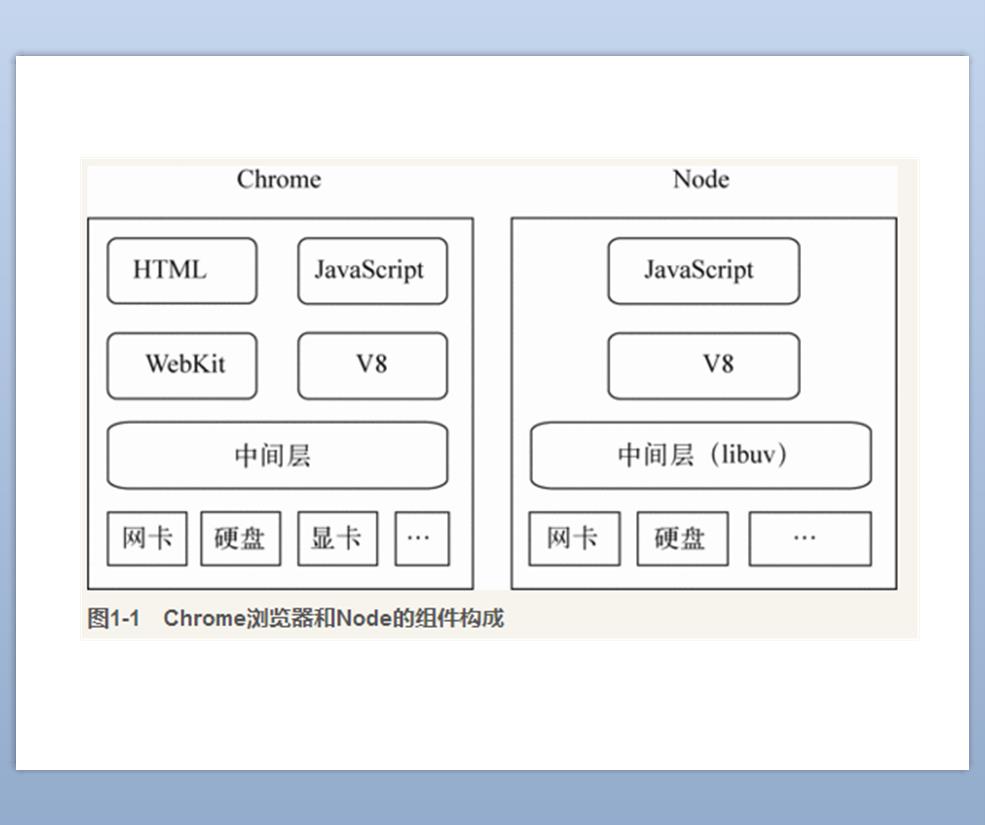 Chrome
Node
HTML
JavaScript
JavaScript
WebKit
V8
V8
中间层
中间层（libuv）
网卡
硬盘
显卡
…
网卡
硬盘
…
图1-1 Chrome浏览器和Node的组件构成